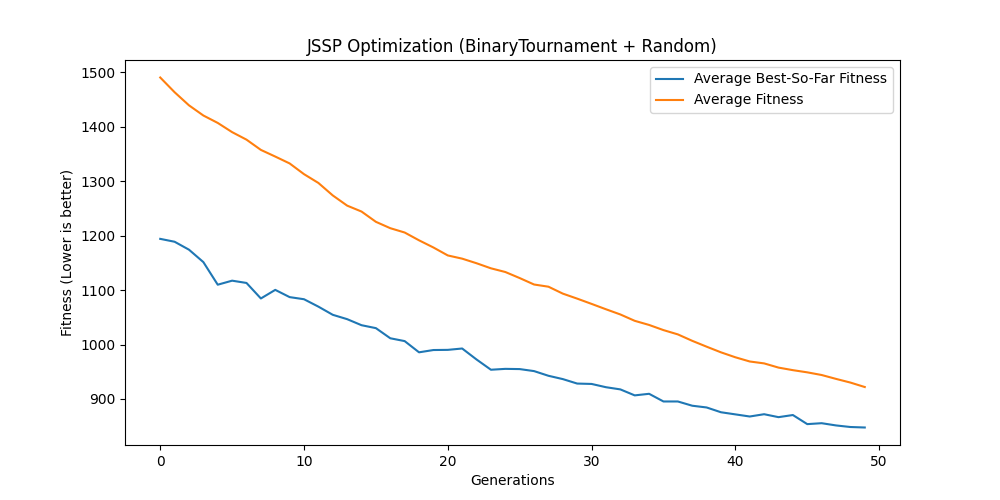 JSSP Optimization (BinaryTournament + Random)
Average Best-So-Far Fitness
Average Fitness
Fitness (Lower is better)
1500
1400
1300
1200
1100
1000
900
0
10
20
30
40
50
Generations